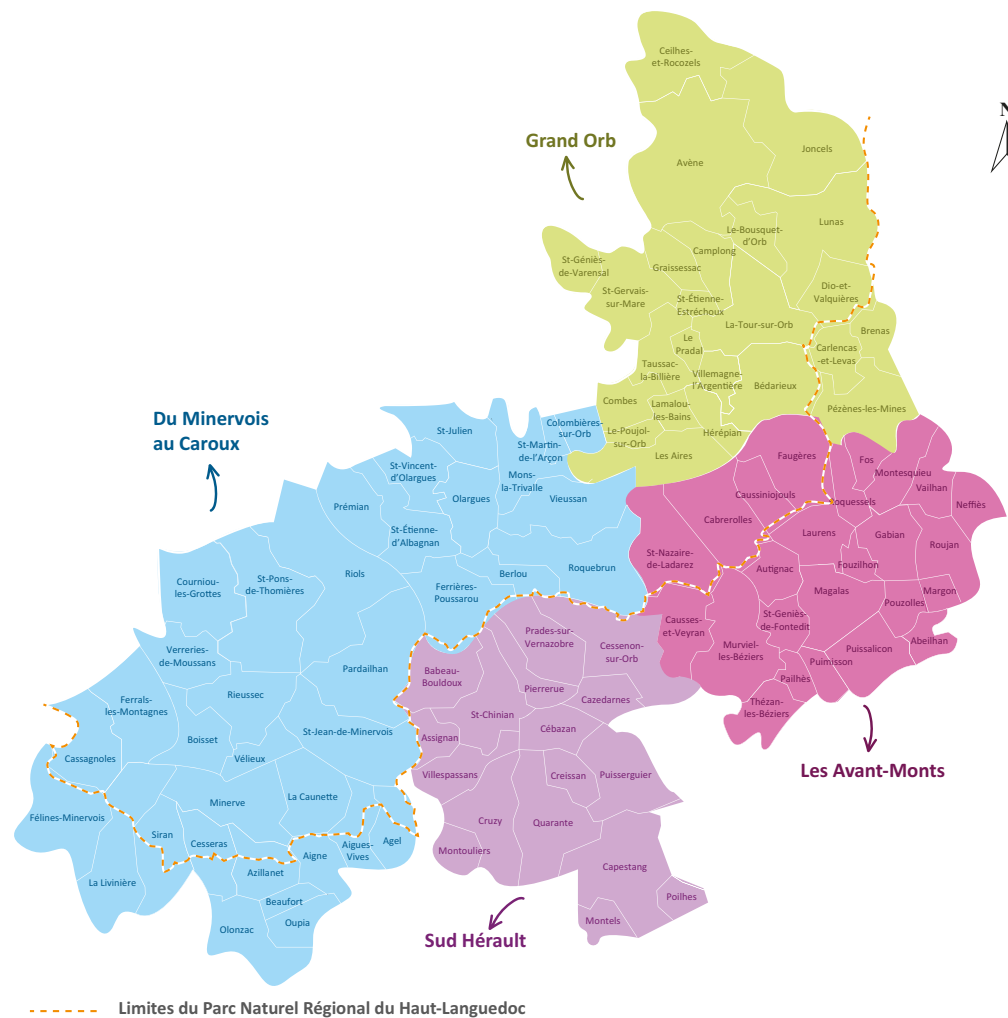 Ceilhes-
et-Rocozels
N
Grand Orb
Joncels
Avène
Lunas
Le-Bousquet-
d'Orb
Camplong
St-Géniès-
de-Varensal
Graissessac
St-Gervais-
sur-Mare
Dio-et-
Valquières
St-Étienne-
Estréchoux
La-Tour-sur-Orb
Brenas
Le
Pradal
Carlencas
-et-Levas
Taussac-
la-Billière
Villemagne-
l'Argentière
Bédarieux
Combes
Lamalou-
les-Bains
Pézènes-les-Mines
Le-Poujol-
sur-Orb
Hérépian
Les Aires
Du Minervois
au Caroux
St-Julien
Colombières-
sur-Orb
St-Martin-
de-l'Arçon
St-Vincent-
d'Olargues
Mons-
la-Trivalle
Olargues
Vieussan
Prémian
St-Étienne-
d'Albagnan
Roquebrun
Berlou
Riols
Ferrières-
Poussarou
Courniou-
les-Grottes
St-Pons-
de-Thomières
Verreries-
de-Moussans
Pardailhan
Ferrals-
les-Montagnes
Rieussec
St-Jean-de-Minervois
Boisset
Vélieux
Cassagnoles
La Caunette
Minerve
Félines-Minervois
Siran
Cesseras
Aigne
Aigues-
Vives
Agel
La Livinière
Azillanet
Beaufort
Oupia
Olonzac
Faugères
Fos
Montesquieu
Vailhan
Neffiès
Caussiniojouls
oquessels
Cabrerolles
Laurens
Gabian
Roujan
St-Nazaire-
de-Ladarez
Autignac
Fouzilhon
Magalas
Margon
Pouzolles
Causses-
et-Veyran
St-Geniès-
de-Fontedit
Abeilhan
Murviel-
les-Béziers
Puissalicon
Puimisson
Pailhès
Thézan-
les-Béziers
Les Avant-Monts
Prades-sur-
Vernazobre
Cessenon-
sur-Orb
Babeau-
Bouldoux
Pierrerue
Cazedarnes
St-Chinian
Cébazan
Assignan
Villespassans
Creissan
Puisserguier
Cruzy
Quarante
Montouliers
Capestang
Poilhes
Montels
Sud Hérault
Limites du Parc Naturel Régional du Haut-Languedoc